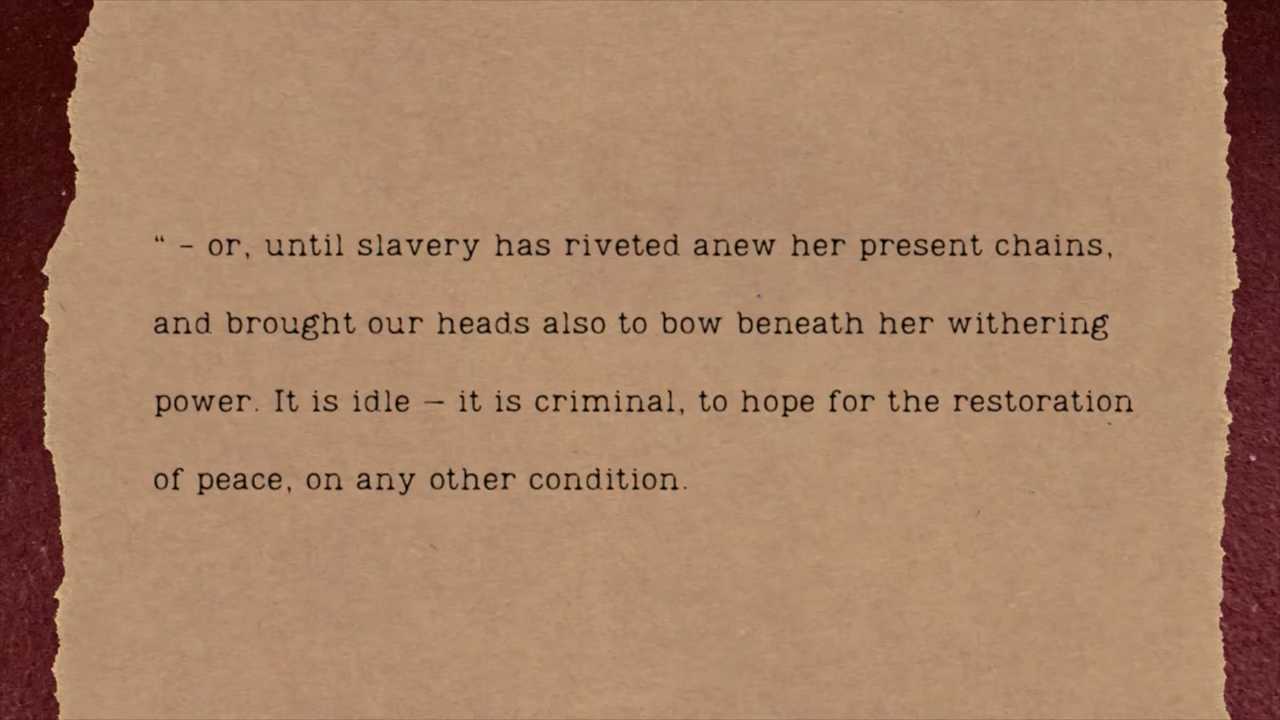 “ – or, until slavery has riveted anew her present chains,
and brought our heads also to bow beneath her withering
power. It is idle – it is criminal, to hope for the restoration
of peace, on any other condition.